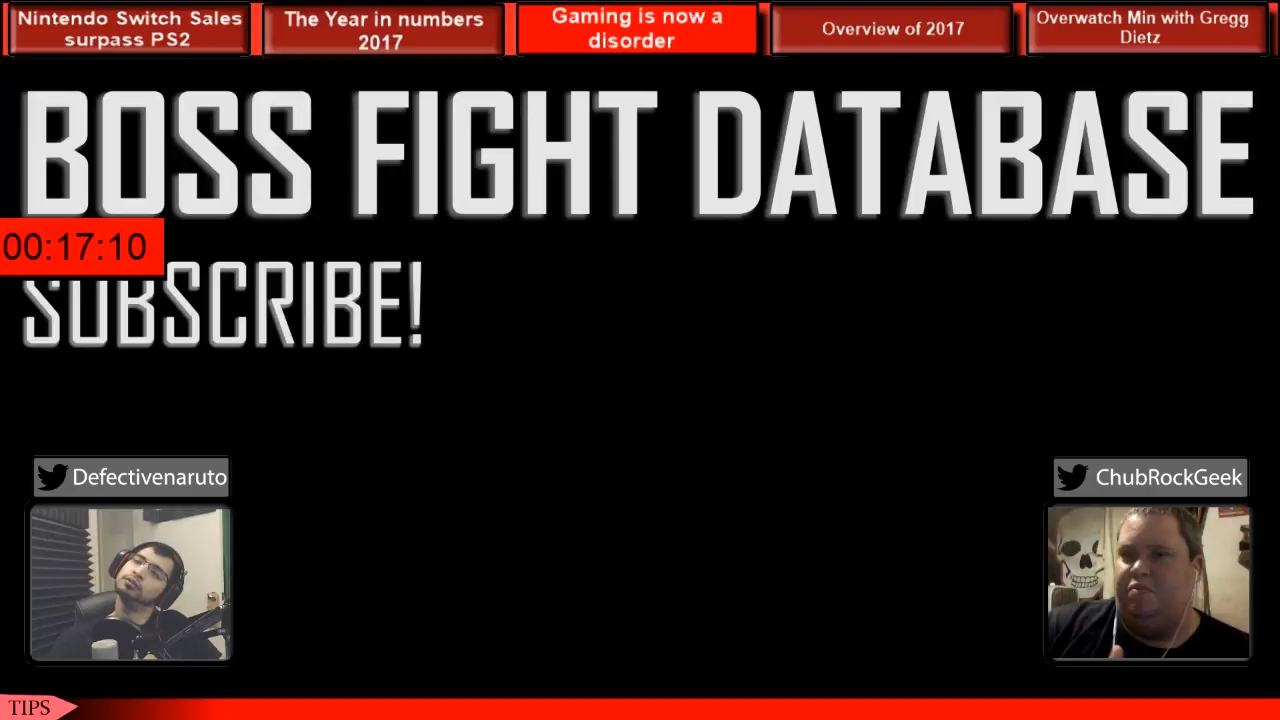 Nintendo Switch Sales
surpass PS2
The Year in numbers
2017
Gaming is now a
disorder
Overview of 2017
Overwatch Min with Gregg
Dietz
BOSS FIGHT DATABASE
00:17:10
SUBSCRIBE!
Defectivenaruto
ChubRockGeek
TIPS